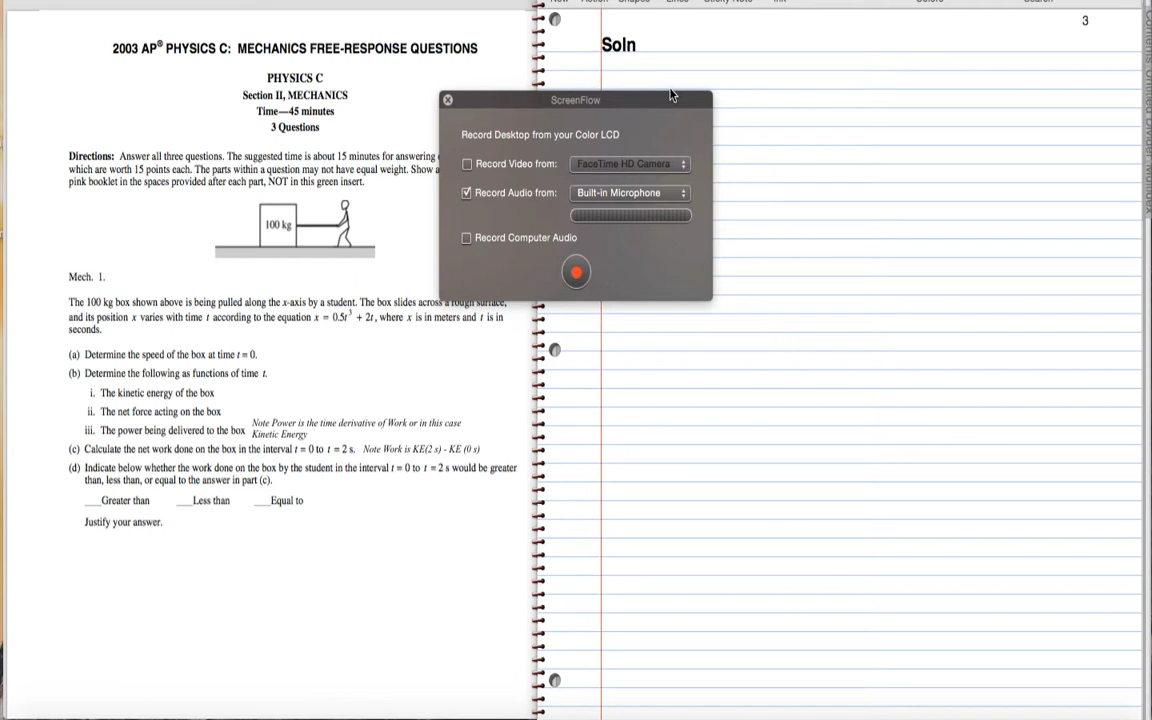 3
2003 AP® PHYSICS C: MECHANICS FREE-RESPONSE QUESTIONS
Soln
PHYSICS C
Section II, MECHANICS
Time—45 minutes
3 Questions
Directions: Answer all three questions. The suggested time is about 15 minutes for answering
which are worth 15 points each. The parts within a question may not have equal weight. Show a
pink booklet in the spaces provided after each part, NOT in this green insert.
100 kg
Mech. 1.
The 100 kg box shown above is being pulled along the x-axis by a student. The box slides across a rough surface,
and its position x varies with time t according to the equation x = 0.5t³ + 2t, where x is in meters and t is in
seconds.
(a) Determine the speed of the box at time t = 0.
(b) Determine the following as functions of time t.
i. The kinetic energy of the box
ii. The net force acting on the box
iii. The power being delivered to the box
Note Power is the time derivative of Work or in this case
Kinetic Energy
(c) Calculate the net work done on the box in the interval t = 0 to t = 2 s. Note Work is KE(2 s) - KE (0 s)
(d) Indicate below whether the work done on the box by the student in the interval t = 0 to t = 2 s would be greater
than, less than, or equal to the answer in part (c).
___Greater than ___Less than ___Equal to
Justify your answer.
ScreenFlow
Record Desktop from your Color LCD
Record Video from: FaceTime HD Camera
Record Audio from: Built-in Microphone
Record Computer Audio